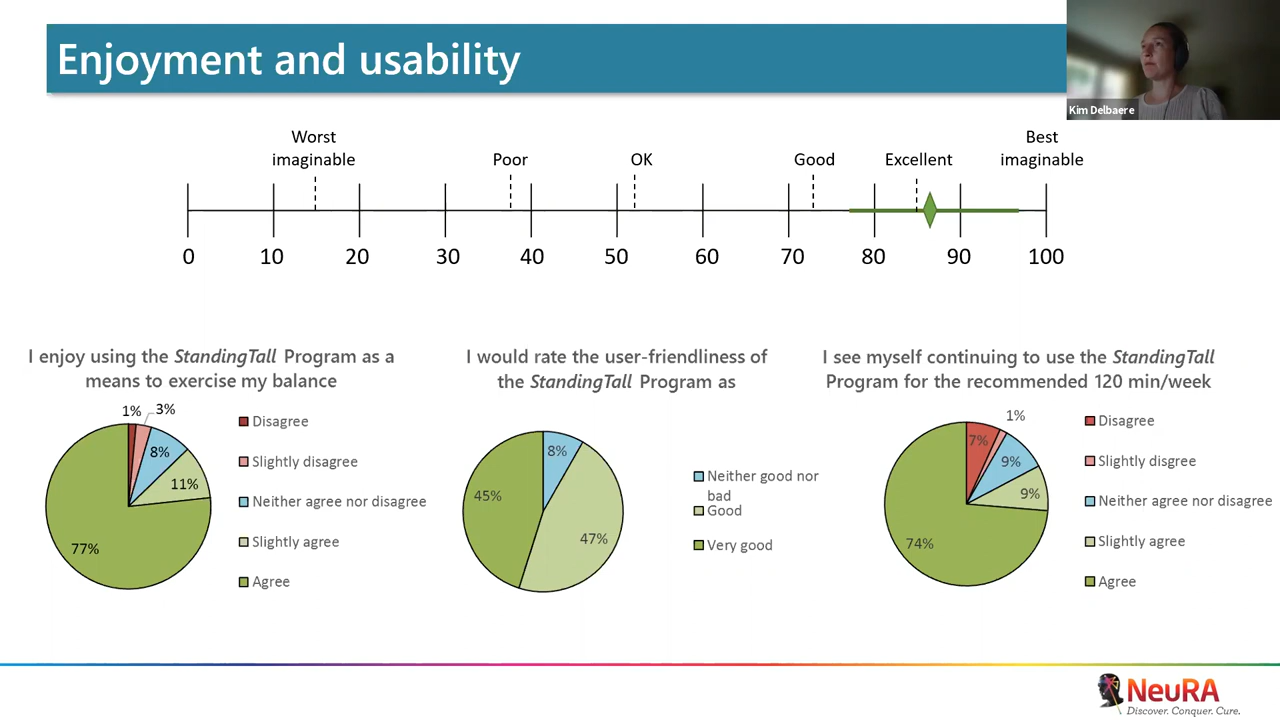 Enjoyment and usability
Kim Delbaere
Worst
imaginable
Poor
OK
Good
Excellent
Best
imaginable
0 10 20 30 40 50 60 70 80 90 100
I enjoy using the StandingTall Program as a
means to exercise my balance
1%
3%
8%
11%
77%
Disagree
Slightly disagree
Neither agree nor disagree
Slightly agree
Agree
I would rate the user-friendliness of
the StandingTall Program as
8%
45%
47%
Neither good nor
bad
Good
Very good
I see myself continuing to use the StandingTall
Program for the recommended 120 min/week
1%
7%
9%
9%
74%
Disagree
Slightly disgree
Neither agree nor disagree
Slightly agree
Agree
NeuRA
Discover. Conquer. Cure.